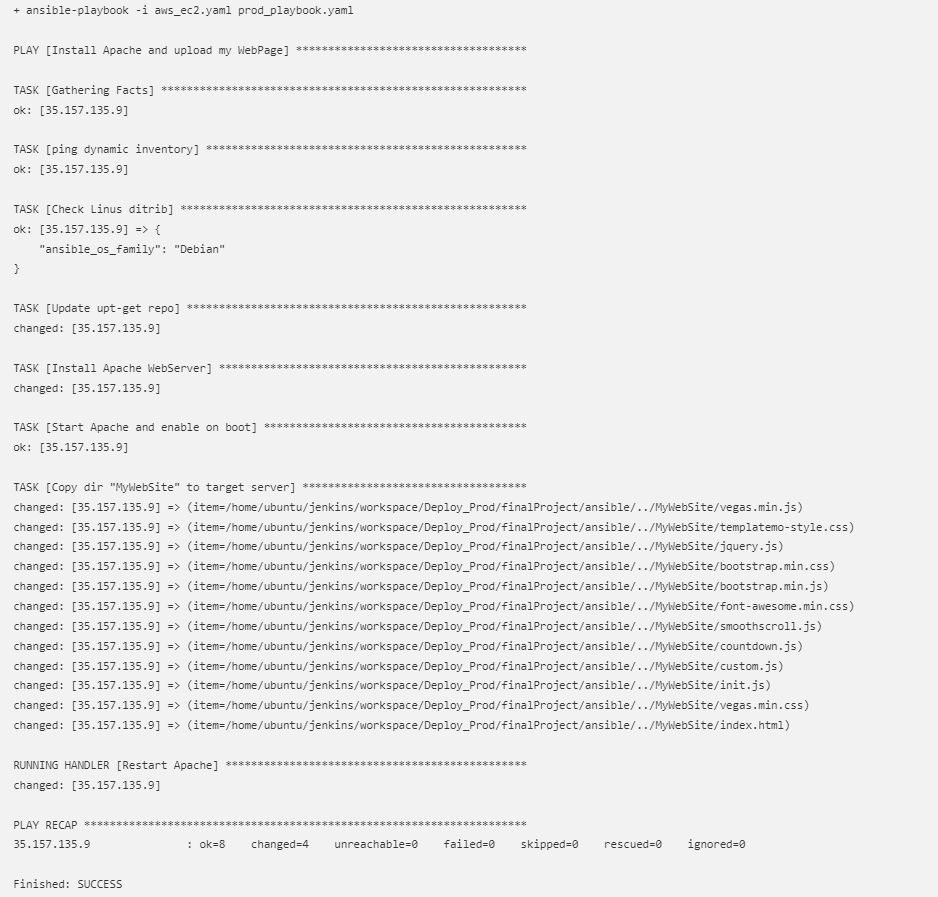 + ansible-playbook -i aws_ec2.yaml prod_playbook.yaml
PLAY [Install Apache and upload my WebPage] ************************************
TASK [Gathering Facts] *********************************************************
ok: [35.157.135.9]
TASK [ping dynamic inventory] **************************************************
ok: [35.157.135.9]
TASK [Check Linus ditrib] ******************************************************
ok: [35.157.135.9] => {
    "ansible_os_family": "Debian"
}
TASK [Update upt-get repo] *****************************************************
changed: [35.157.135.9]
TASK [Install Apache WebServer] ************************************************
changed: [35.157.135.9]
TASK [Start Apache and enable on boot] *****************************************
ok: [35.157.135.9]
TASK [Copy dir "MyWebSite" to target server] ***********************************
changed: [35.157.135.9] => (item=/home/ubuntu/jenkins/workspace/Deploy_Prod/finalProject/ansible/../MyWebSite/vegas.min.js)
changed: [35.157.135.9] => (item=/home/ubuntu/jenkins/workspace/Deploy_Prod/finalProject/ansible/../MyWebSite/templatemo-style.css)
changed: [35.157.135.9] => (item=/home/ubuntu/jenkins/workspace/Deploy_Prod/finalProject/ansible/../MyWebSite/jquery.js)
changed: [35.157.135.9] => (item=/home/ubuntu/jenkins/workspace/Deploy_Prod/finalProject/ansible/../MyWebSite/bootstrap.min.css)
changed: [35.157.135.9] => (item=/home/ubuntu/jenkins/workspace/Deploy_Prod/finalProject/ansible/../MyWebSite/bootstrap.min.js)
changed: [35.157.135.9] => (item=/home/ubuntu/jenkins/workspace/Deploy_Prod/finalProject/ansible/../MyWebSite/font-awesome.min.css)
changed: [35.157.135.9] => (item=/home/ubuntu/jenkins/workspace/Deploy_Prod/finalProject/ansible/../MyWebSite/smoothscroll.js)
changed: [35.157.135.9] => (item=/home/ubuntu/jenkins/workspace/Deploy_Prod/finalProject/ansible/../MyWebSite/countdown.js)
changed: [35.157.135.9] => (item=/home/ubuntu/jenkins/workspace/Deploy_Prod/finalProject/ansible/../MyWebSite/custom.js)
changed: [35.157.135.9] => (item=/home/ubuntu/jenkins/workspace/Deploy_Prod/finalProject/ansible/../MyWebSite/init.js)
changed: [35.157.135.9] => (item=/home/ubuntu/jenkins/workspace/Deploy_Prod/finalProject/ansible/../MyWebSite/vegas.min.css)
changed: [35.157.135.9] => (item=/home/ubuntu/jenkins/workspace/Deploy_Prod/finalProject/ansible/../MyWebSite/index.html)
RUNNING HANDLER [Restart Apache] ***********************************************
changed: [35.157.135.9]
PLAY RECAP *********************************************************************
35.157.135.9               : ok=8    changed=4    unreachable=0    failed=0    skipped=0    rescued=0    ignored=0
Finished: SUCCESS